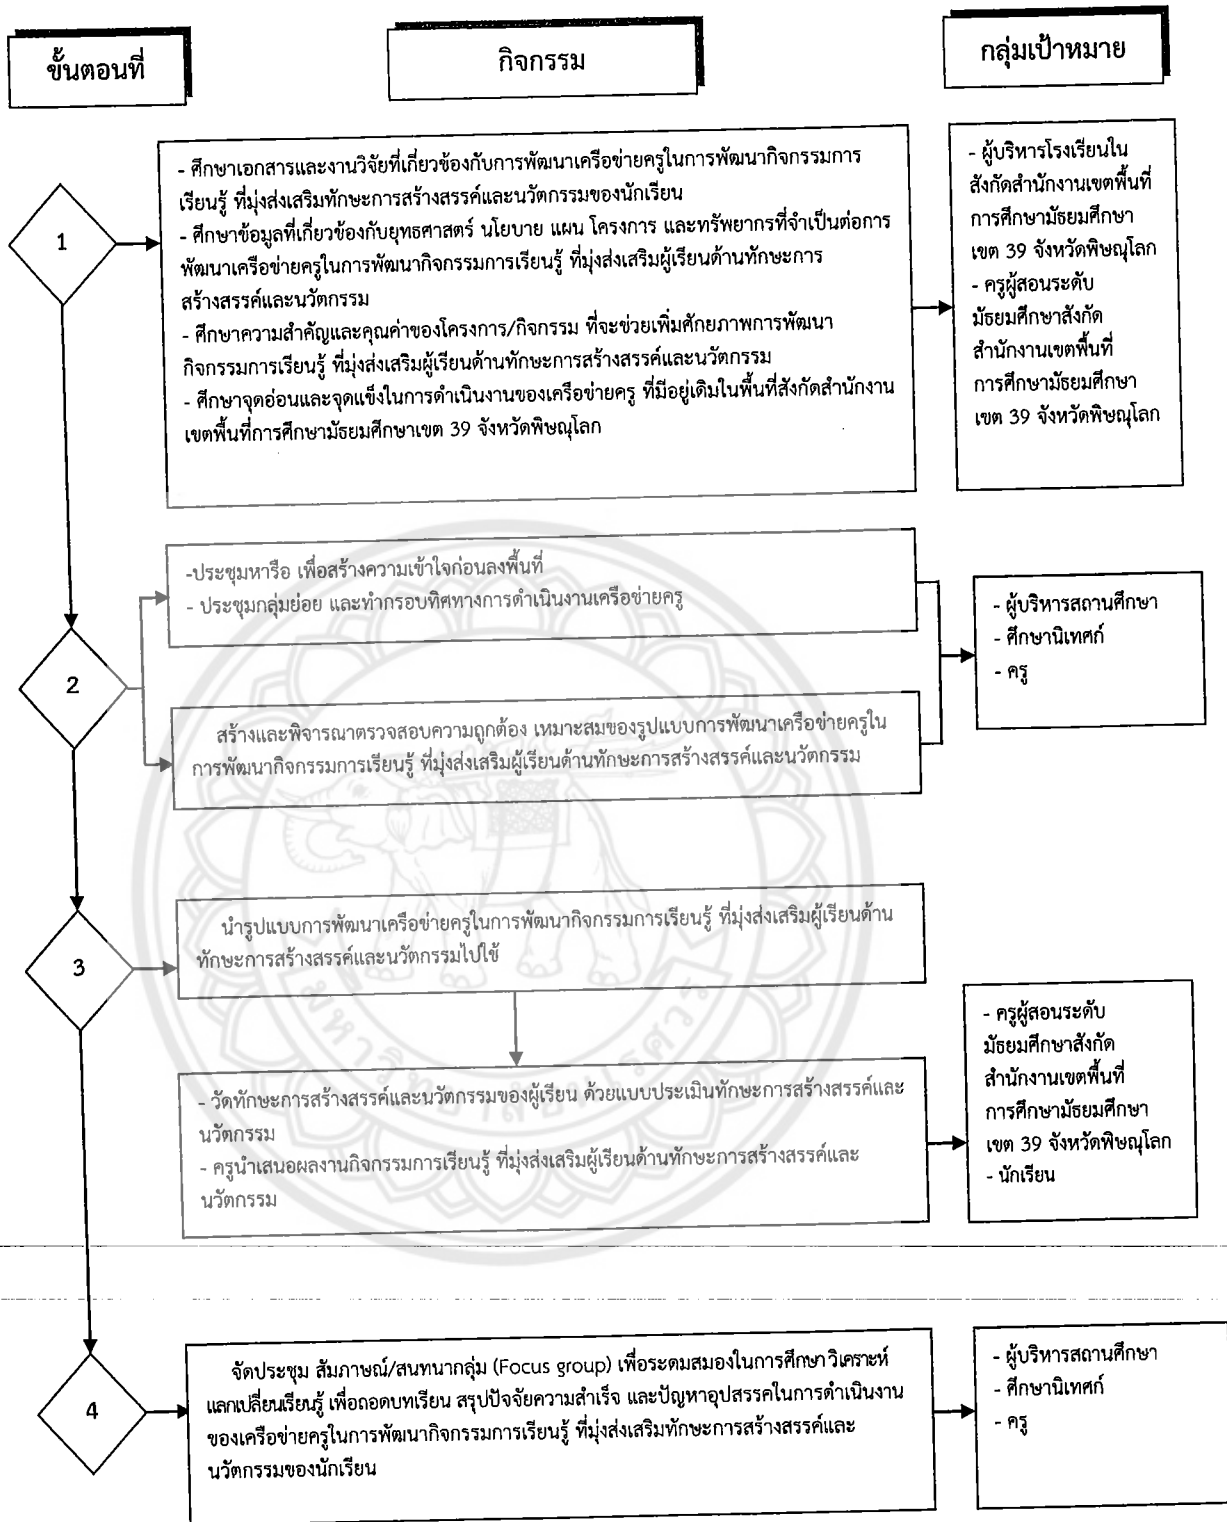 ขั้นตอนที่
กิจกรรม
กลุ่มเป้าหมาย
1
- ศึกษาเอกสารและงานวิจัยที่เกี่ยวข้องกับการพัฒนาเครือข่ายครูในการพัฒนากิจกรรมการ
เรียนรู้ ที่มุ่งส่งเสริมทักษะการสร้างสรรค์และนวัตกรรมของนักเรียน
- ศึกษาข้อมูลที่เกี่ยวข้องกับยุทธศาสตร์ นโยบาย แผน โครงการ และทรัพยากรที่จำเป็นต่อการ
พัฒนาเครือข่ายครูในการพัฒนากิจกรรมการเรียนรู้ ที่มุ่งส่งเสริมผู้เรียนด้านทักษะการ
สร้างสรรค์และนวัตกรรม
- ศึกษาความสำคัญและคุณค่าของโครงการ/กิจกรรม ที่จะช่วยเพิ่มศักยภาพการพัฒนา
กิจกรรมการเรียนรู้ ที่มุ่งส่งเสริมผู้เรียนด้านทักษะการสร้างสรรค์และนวัตกรรม
- ศึกษาจุดอ่อนและจุดแข็งในการดำเนินงานของเครือข่ายครู ที่มีอยู่เดิมในพื้นที่สังกัดสำนักงาน
เขตพื้นที่การศึกษามัธยมศึกษาเขต 39 จังหวัดพิษณุโลก
- ผู้บริหารโรงเรียนใน
สังกัดสำนักงานเขตพื้นที่
การศึกษามัธยมศึกษา
เขต 39 จังหวัดพิษณุโลก
- ครูผู้สอนระดับ
มัธยมศึกษาสังกัด
สำนักงานเขตพื้นที่
การศึกษามัธยมศึกษา
เขต 39 จังหวัดพิษณุโลก
2
-ประชุมหารือ เพื่อสร้างความเข้าใจก่อนลงพื้นที่
- ประชุมกลุ่มย่อย และทำกรอบทิศทางการดำเนินงานเครือข่ายครู
สร้างและพิจารณาตรวจสอบความถูกต้อง เหมาะสมของรูปแบบการพัฒนาเครือข่ายครูใน
การพัฒนากิจกรรมการเรียนรู้ ที่มุ่งส่งเสริมผู้เรียนด้านทักษะการสร้างสรรค์และนวัตกรรม
- ผู้บริหารสถานศึกษา
- ศึกษานิเทศก์
- ครู
3
นำรูปแบบการพัฒนาเครือข่ายครูในการพัฒนากิจกรรมการเรียนรู้ ที่มุ่งส่งเสริมผู้เรียนด้าน
ทักษะการสร้างสรรค์และนวัตกรรมไปใช้
- วัดทักษะการสร้างสรรค์และนวัตกรรมของผู้เรียน ด้วยแบบประเมินทักษะการสร้างสรรค์และ
นวัตกรรม
- ครูนำเสนอผลงานกิจกรรมการเรียนรู้ ที่มุ่งส่งเสริมผู้เรียนด้านทักษะการสร้างสรรค์และ
นวัตกรรม
- ครูผู้สอนระดับ
มัธยมศึกษาสังกัด
สำนักงานเขตพื้นที่
การศึกษามัธยมศึกษา
เขต 39 จังหวัดพิษณุโลก
- นักเรียน
4
จัดประชุม สัมภาษณ์/สนทนากลุ่ม (Focus group) เพื่อระดมสมองในการศึกษา วิเคราะห์
แลกเปลี่ยนเรียนรู้ เพื่อถอดบทเรียน สรุปปัจจัยความสำเร็จ และปัญหาอุปสรรคในการดำเนินงาน
ของเครือข่ายครูในการพัฒนากิจกรรมการเรียนรู้ ที่มุ่งส่งเสริมทักษะการสร้างสรรค์และ
นวัตกรรมของนักเรียน
- ผู้บริหารสถานศึกษา
- ศึกษานิเทศก์
- ครู